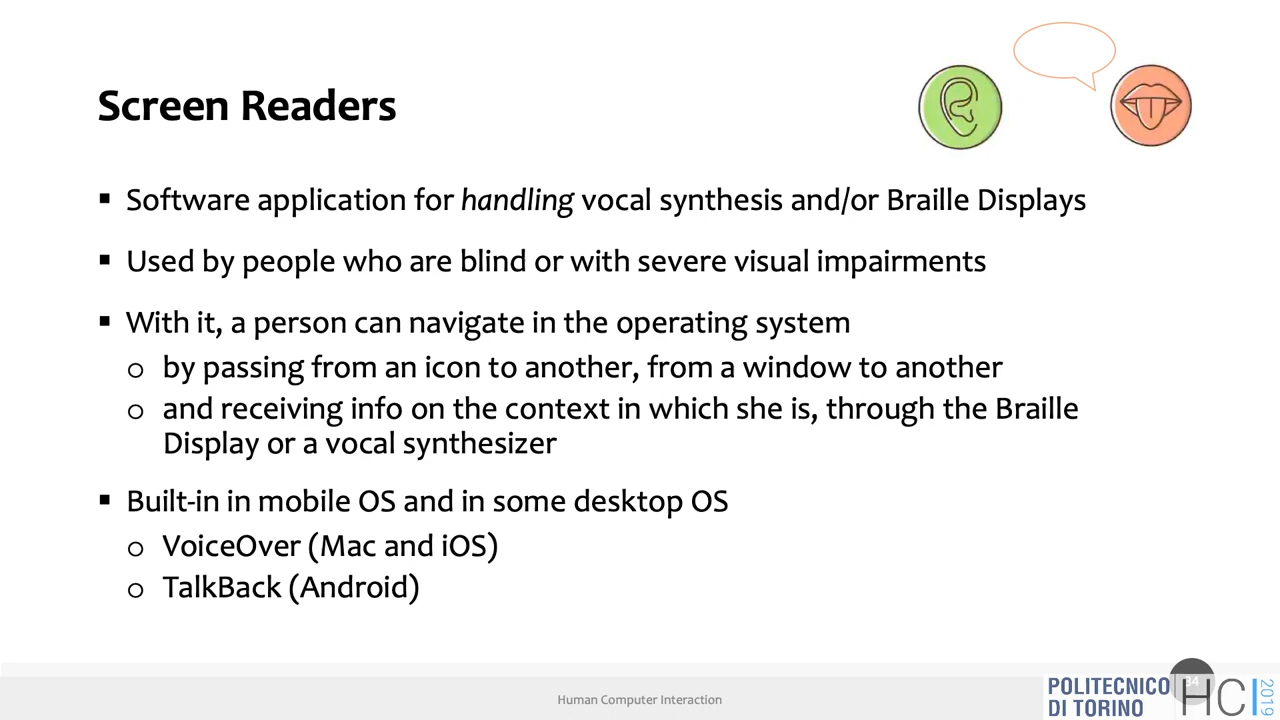 Screen Readers
▪ Software application for handling vocal synthesis and/or Braille Displays
▪ Used by people who are blind or with severe visual impairments
▪ With it, a person can navigate in the operating system
o by passing from an icon to another, from a window to another
o and receiving info on the context in which she is, through the Braille
Display or a vocal synthesizer
▪ Built-in in mobile OS and in some desktop OS
o VoiceOver (Mac and iOS)
o TalkBack (Android)
Human Computer Interaction
POLITECNICO
DI TORINO
34
HCI
2019